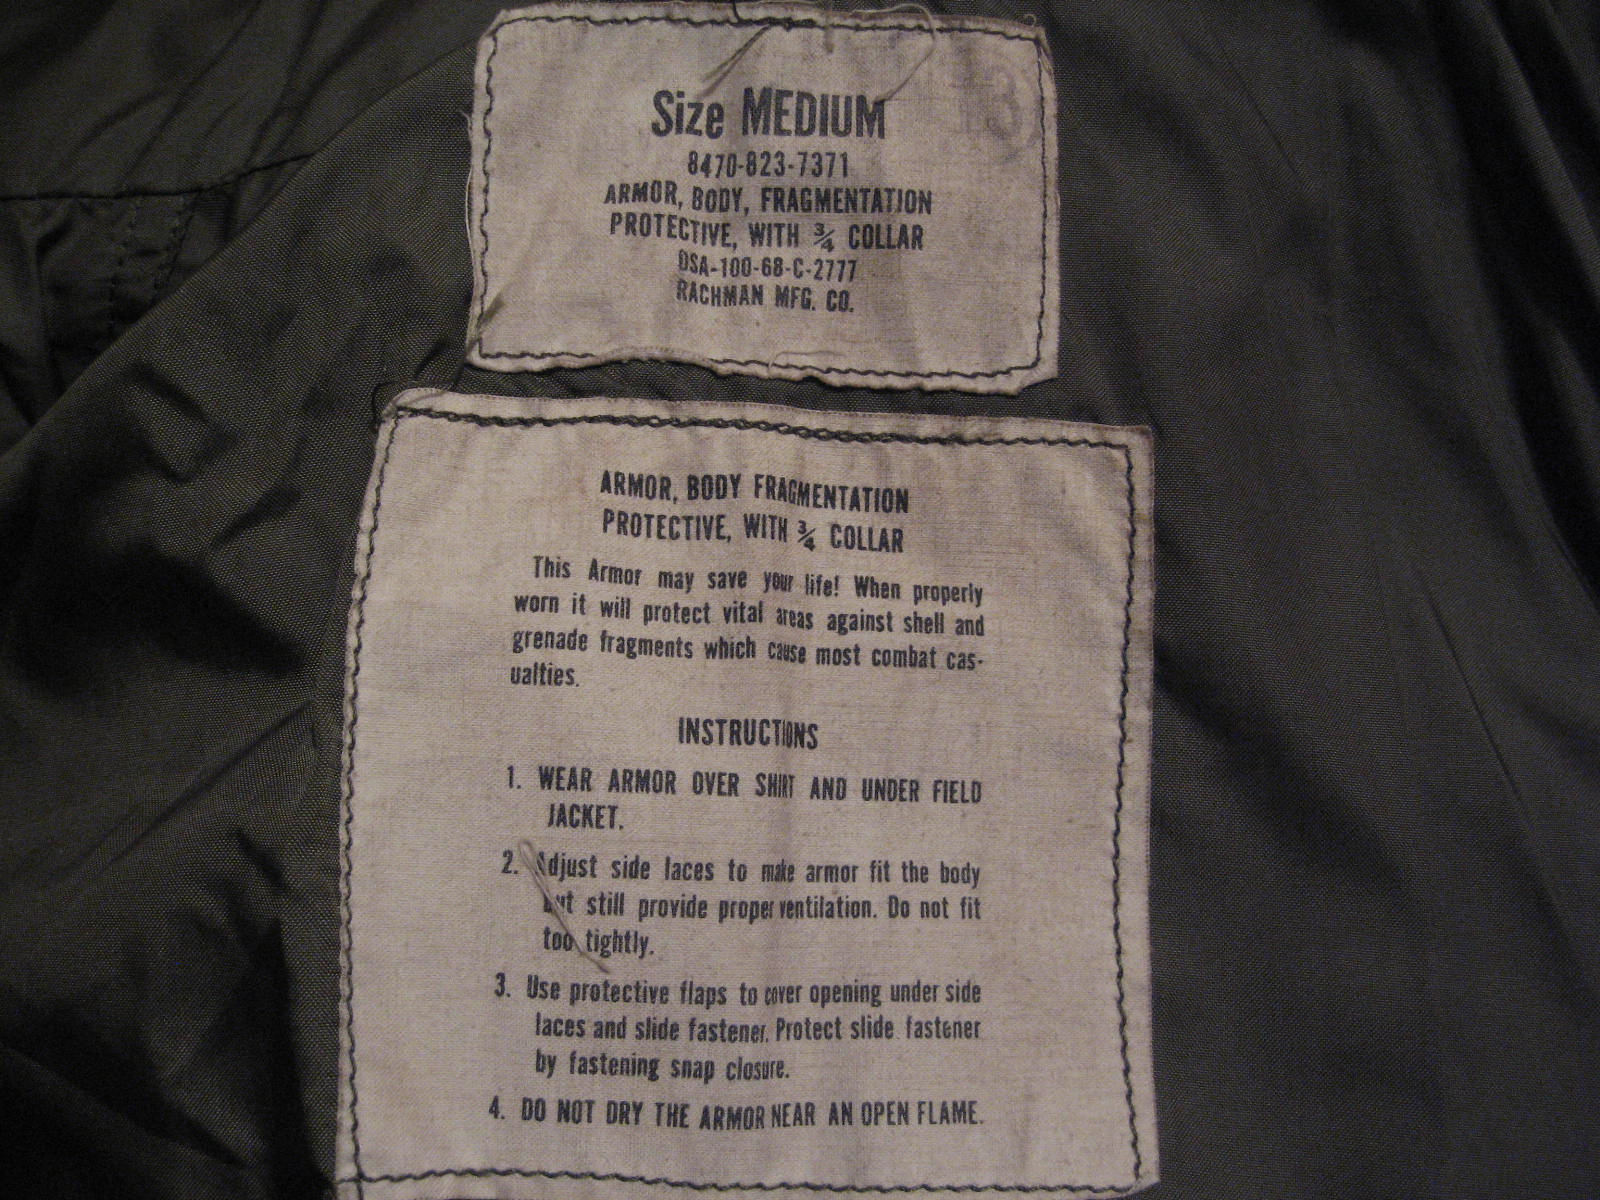 Size MEDIUM
8470-823-7371
ARMOR, BODY, FRAGMENTATION
PROTECTIVE, WITH ¾ COLLAR
DSA-100-68-C-2777
RACHMAN MFG. CO.
ARMOR, BODY FRAGMENTATION
PROTECTIVE, WITH ¾ COLLAR
This Armor may save your life! When properly
worn it will protect vital areas against shell and
grenade fragments which cause most combat cas-
ualties.
INSTRUCTIONS
1. WEAR ARMOR OVER SHIRT AND UNDER FIELD
JACKET.
2. Adjust side laces to make armor fit the body
but still provide proper ventilation. Do not fit
too tightly.
3. Use protective flaps to cover opening under side
laces and slide fastener. Protect slide fastener
by fastening snap closure.
4. DO NOT DRY THE ARMOR NEAR AN OPEN FLAME.